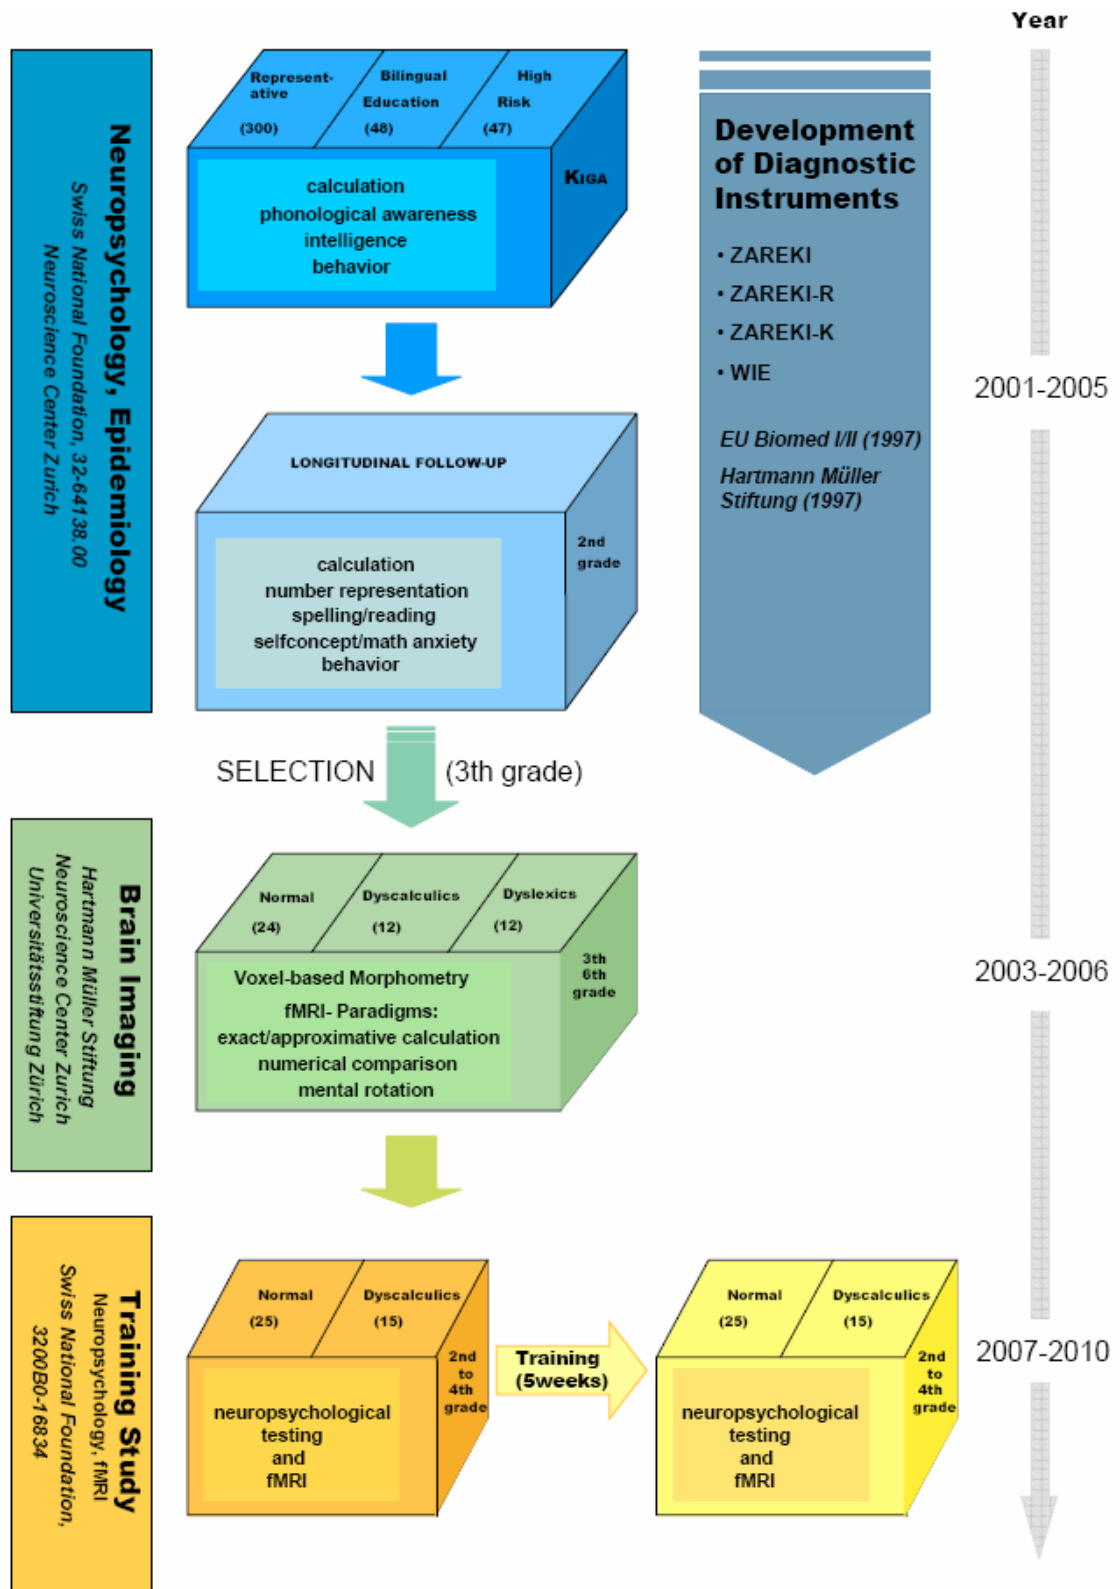 Year
Neuropsychology, Epidemiology
Swiss National Foundation, 32-64138.00
Neuroscience Center Zurich
Represent-
ative
(300)
Bilingual
Education
(48)
High
Risk
(47)
KIGA
calculation
phonological awareness
intelligence
behavior
Development
of Diagnostic
Instruments
• ZAREKI
• ZAREKI-R
• ZAREKI-K
• WIE
EU Biomed I/II (1997)
Hartmann Müller
Stiftung (1997)
2001-2005
LONGITUDINAL FOLLOW-UP
2nd
grade
calculation
number representation
spelling/reading
selfconcept/math anxiety
behavior
SELECTION (3th grade)
Brain Imaging
Hartmann Müller Stiftung
Neuroscience Center Zurich
Universitätsstiftung Zürich
Normal
(24)
Dyscalculics
(12)
Dyslexics
(12)
3th
6th
grade
Voxel-based Morphometry
fMRI- Paradigms:
exact/approximative calculation
numerical comparison
mental rotation
2003-2006
Training Study
Neuropsychology, fMRI
Swiss National Foundation,
3200B0-16834
Normal
(25)
Dyscalculics
(15)
2nd
to
4th
grade
neuropsychological
testing
and
fMRI
Training
(5weeks)
Normal
(25)
Dyscalculics
(15)
2nd
to
4th
grade
neuropsychological
testing
and
fMRI
2007-2010